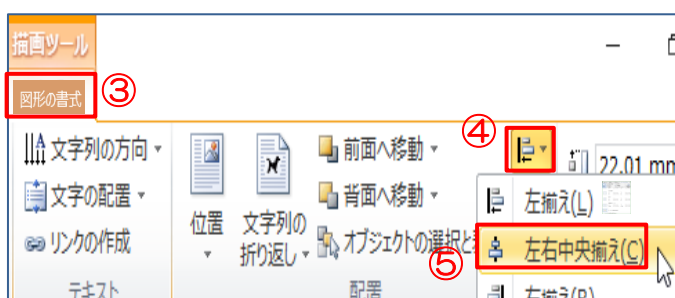 描画ツール
図形の書式
③
文字列の方向
文字の配置
リンクの作成
テキスト
位置
文字列の
折り返し
前面へ移動
背面へ移動
オブジェクトの選択と
配置
④
22.01 mm
左揃え(L)
⑤
左右中央揃え(C)
右揃え(R)